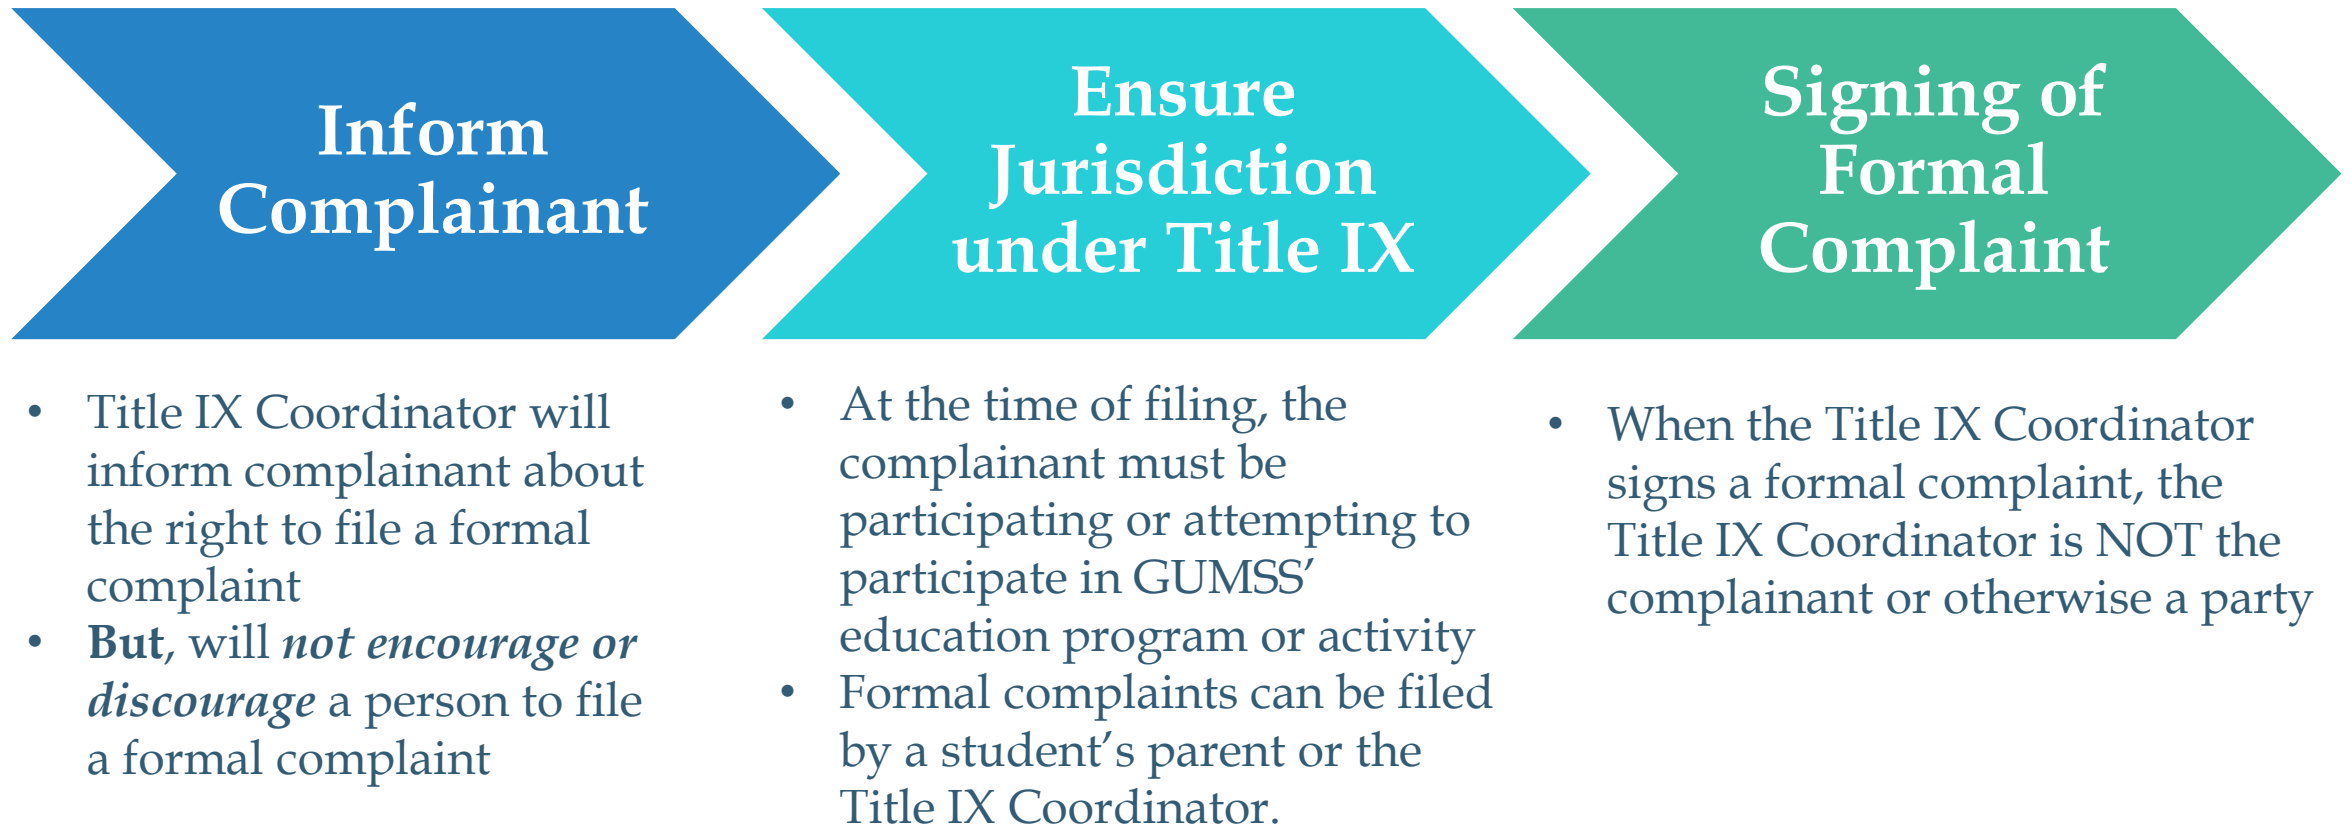 Inform
Complainant
• Title IX Coordinator will
inform complainant about
the right to file a formal
complaint
• But, will not encourage or
discourage a person to file
a formal complaint
Ensure
Jurisdiction
under Title IX
• At the time of filing, the
complainant must be
participating or attempting to
participate in GUMSS’
education program or activity
• Formal complaints can be filed
by a student’s parent or the
Title IX Coordinator.
Signing of
Formal
Complaint
• When the Title IX Coordinator
signs a formal complaint, the
Title IX Coordinator is NOT the
complainant or otherwise a party